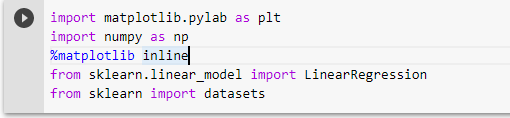 import matplotlib.pylab as plt
import numpy as np
%matplotlib inline
from sklearn.linear_model import LinearRegression
from sklearn import datasets